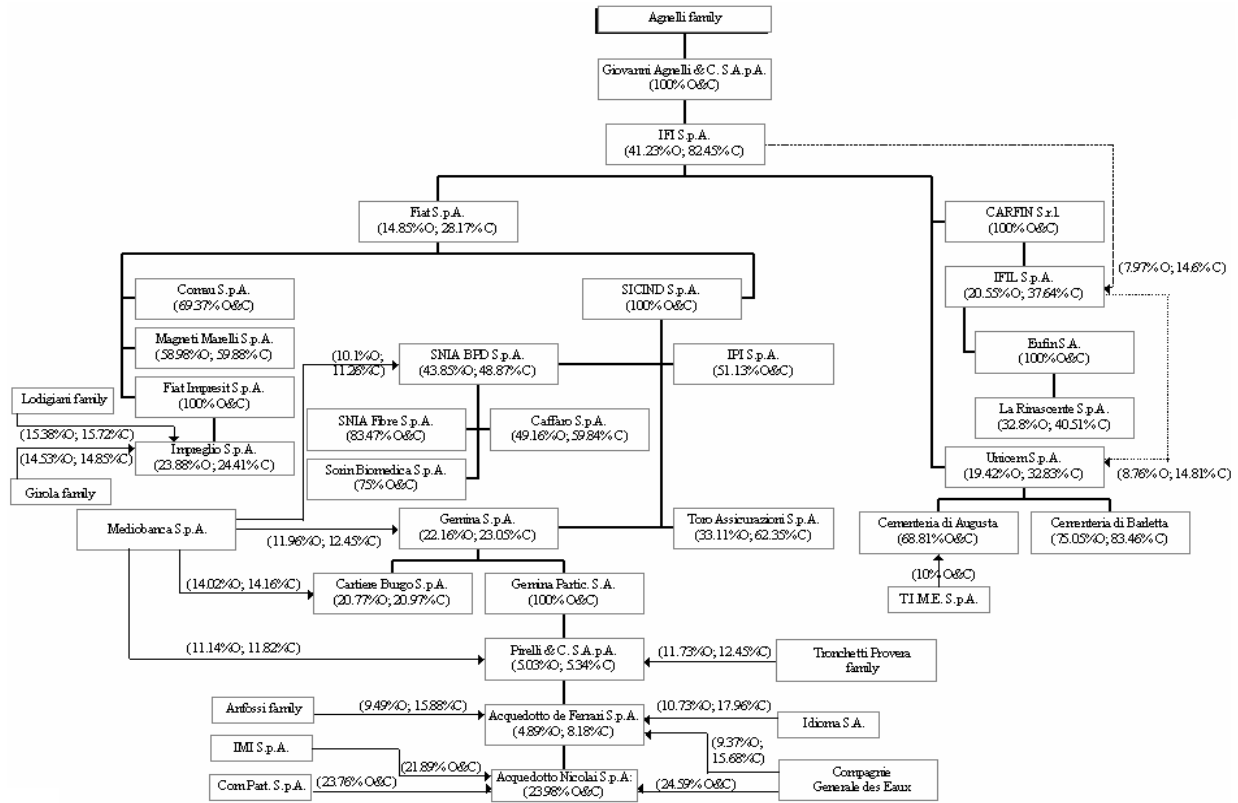 Agnelli family
Giovanni Agnelli & C. S.A.p.A.
(100% O&C)
IFI S.p.A.
(41.23%O; 82.45% C)
Fiat S.p.A.
(14.85%O; 28.17% C)
CARFIN S.r.l.
(100% O&C)
(7.97%O; 14.6% C)
Comau S.p.A.
(69.37% O&C)
SICIND S.p.A.
(100% O&C)
IFIL S.p.A.
(20.55%O; 37.64% C)
Magneti Marelli S.p.A.
(58.98%O; 59.88% C)
(10.1%O;
11.26%C)
SNIA BPD S.p.A.
(43.85%O; 48.87% C)
IPI S.p.A.
(51.13%O&C)
Eufin S.A.
(100% O&C)
Lodigiani family
Fiat Impresit S.p.A.
(100% O&C)
La Rinascente S.p.A.
(32.8%O; 40.51% C)
(15.38%O; 15.72%C)
SNIA Fibre S.p.A.
(83.47% O&C)
Caffaro S.p.A.
(49.16%O; 59.84% C)
(14.53%O; 14.85%C)
Impreglio S.p.A.
(23.88%O; 24.41% C)
Unicem S.p.A.
(19.42%O; 32.83% C)
(8.76%O; 14.81%C)
Girola family
Sorin Biomedica S.p.A.
(75% O&C)
Mediobanca S.p.A.
(11.96%O; 12.45%C)
Gemina S.p.A.
(22.16%O; 23.05% C)
Toro Assicurazioni S.p.A.
(33.11%O; 62.35% C)
Cementeria di Augusta
(68.81%O&C)
Cementeria di Barletta
(75.05%O; 83.46% C)
(14.02%O; 14.16%C)
Cartiere Burgo S.p.A.
(20.77%O; 20.97% C)
Gemina Partic. S.A.
(100% O&C)
(10% O&C)
T.I.M.E. S.p.A.
(11.14%O; 11.82%C)
Pirelli & C. S.A.p.A.
(5.03%O; 5.34% C)
(11.73%O; 12.45%C)
Tronchetti Provera
family
Anfossi family
(9.49%O; 15.88%C)
Acquedotto de Ferrari S.p.A.
(4.89%O; 8.18% C)
(10.73%O; 17.96%C)
Idioma S.A.
IMI S.p.A.
(21.89% O&C)
(9.37%O;
15.68%C)
Com.Part. S.p.A.
(23.76% O&C)
Acquedotto Nicolai S.p.A:
(23.98% O&C)
(24.59% O&C)
Compagnie
Generale des Eaux